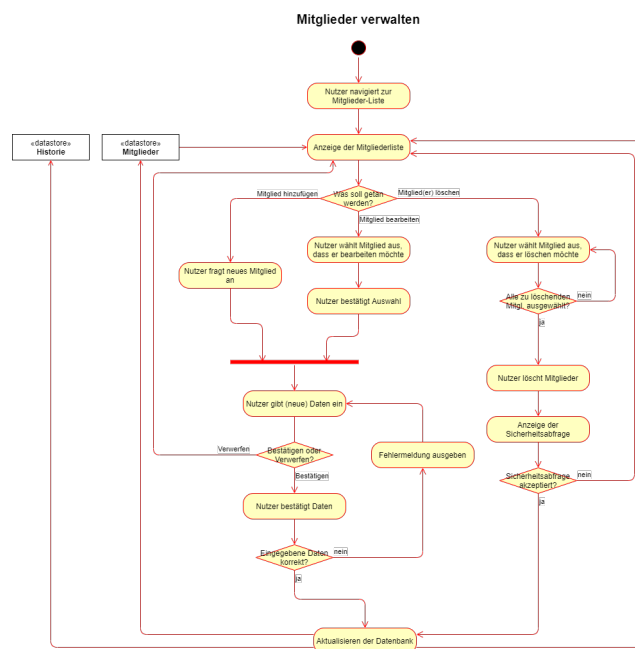 Mitglieder verwalten
Nutzer navigiert zur
Mitglieder-Liste
«datastore»
Historie
«datastore»
Mitglieder
Anzeige der Mitgliederliste
Mitglied hinzufügen
Was soll getan
werden?
Mitglied(er) löschen
Mitglied bearbeiten
Nutzer wählt Mitglied aus,
dass er bearbeiten möchte
Nutzer wählt Mitglied aus,
dass er löschen möchte
Nutzer fragt neues Mitglied
an
Nutzer bestätigt Auswahl
Alle zu löschenden
Mitgl. ausgewählt?
nein
ja
Nutzer löscht Mitglieder
Nutzer gibt (neue) Daten ein
Anzeige der
Sicherheitsabfrage
Verwerfen
Bestätigen oder
Verwerfen?
Fehlermeldung ausgeben
Bestätigen
Sicherheitsabfrage
akzeptiert?
nein
ja
Nutzer bestätigt Daten
Eingegebene Daten
korrekt?
nein
ja
Aktualisieren der Datenbank